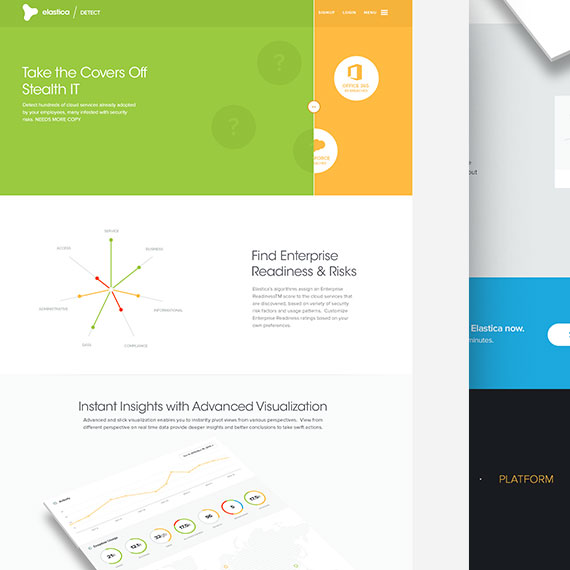 elastica / DETECT
SIGNUP LOGIN MENU
Take the Covers Off
Stealth IT
Detect hundreds of cloud services already adopted
by your employees, many infected with security
risks. NEEDS MORE COPY
?
?
OFFICE 365
SERVICE
ACCESS
BUSINESS
ADMINISTRATIVE
INFORMATIONAL
DATA
COMPLIANCE
Find Enterprise
Readiness & Risks
Elastica's algorithms assign an Enterprise
ReadinessTM score to the cloud services that
are discovered, based on variety of security
risk factors and usage patterns. Customize
Enterprise Readiness ratings based on your
own preferences.
Instant Insights with Advanced Visualization
Advanced and slick visualization enables you to instantly pivot views from various perspectives. View from
different perspective on real time data provide deeper insights and better conclusions to take swift actions.
Elastica now.
minutes.
PLATFORM